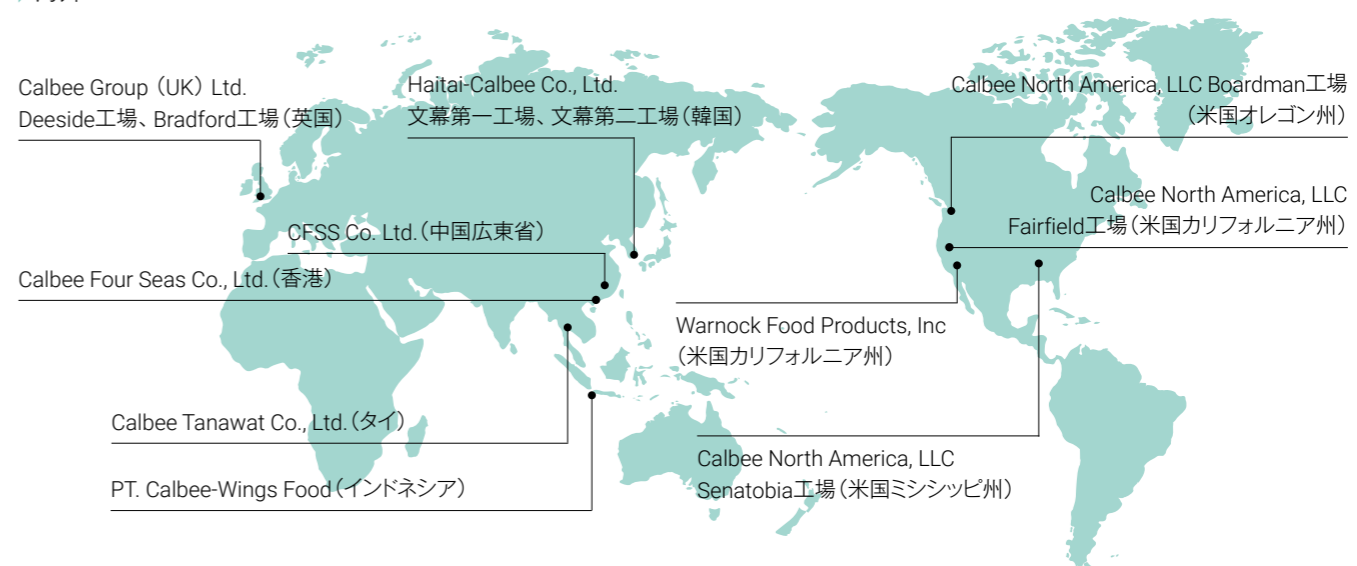 Calbee Group（UK）Ltd.
Deeside工場、Bradford工場（英国）
Haitai-Calbee Co., Ltd.
文幕第一工場、文幕第二工場（韓国）
Calbee North America, LLC Boardman工場
（米国オレゴン州）
Calbee North America, LLC
Fairfield工場（米国カリフォルニア州）
CFSS Co. Ltd.（中国広東省）
Calbee Four Seas Co., Ltd.（香港）
Warnock Food Products, Inc
（米国カリフォルニア州）
Calbee Tanawat Co., Ltd.（タイ）
Calbee North America, LLC
Senatobia工場（米国ミシシッピ州）
PT. Calbee-Wings Food（インドネシア）